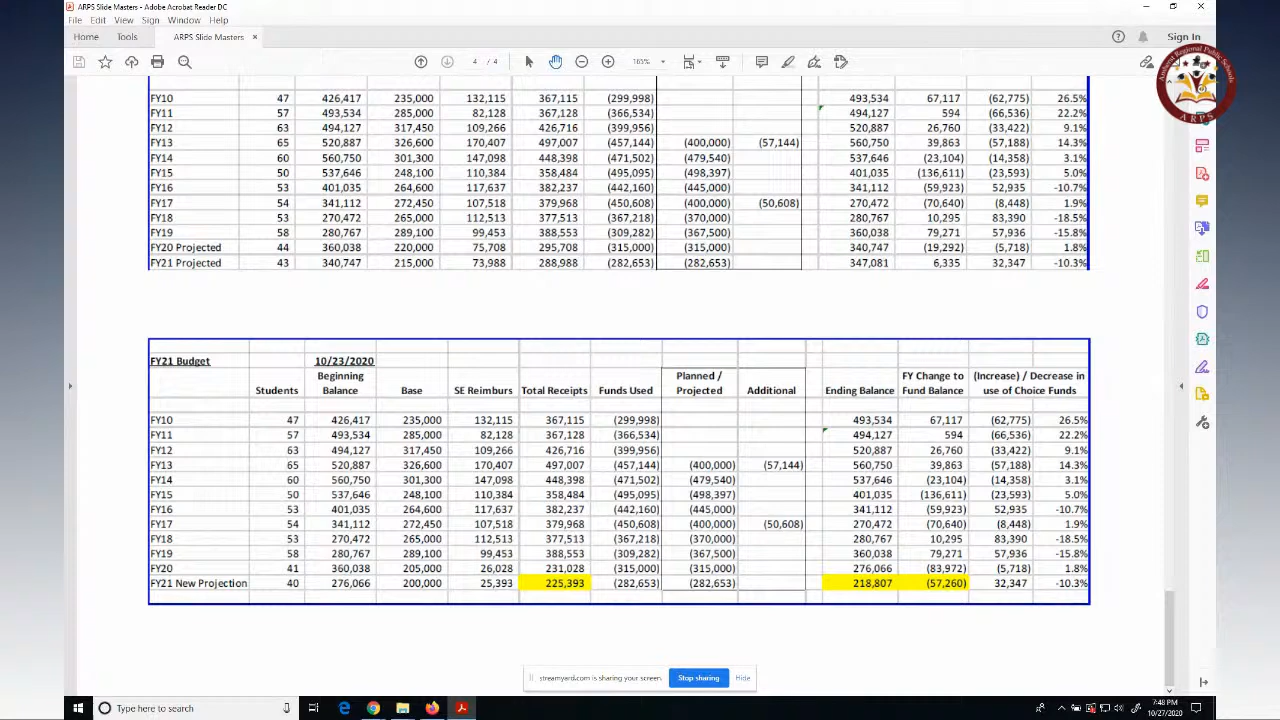 ARPS Slide Masters - Adobe Acrobat Reader DC
File Edit View Sign Window Help
Home Tools ARPS Slide Masters × Sign In
/ 4 165%
Amherst Regional Public Schools
ARPS
FY10 47 426,417 235,000 132,115 367,115 (299,998) 493,534 67,117 (62,775) 26.5%
FY11 57 493,534 285,000 82,128 367,128 (366,534) 494,127 594 (66,536) 22.2%
FY12 63 494,127 317,450 109,266 426,716 (399,956) 520,887 26,760 (33,422) 9.1%
FY13 65 520,887 326,600 170,407 497,007 (457,144) (400,000) (57,144) 560,750 39,863 (57,188) 14.3%
FY14 60 560,750 301,300 147,098 448,398 (471,502) (479,540) 537,646 (23,104) (14,358) 3.1%
FY15 50 537,646 248,100 110,384 358,484 (495,095) (498,397) 401,035 (136,611) (23,593) 5.0%
FY16 53 401,035 264,600 117,637 382,237 (442,160) (445,000) 341,112 (59,923) 52,935 -10.7%
FY17 54 341,112 272,450 107,518 379,968 (450,608) (400,000) (50,608) 270,472 (70,640) (8,448) 1.9%
FY18 53 270,472 265,000 112,513 377,513 (367,218) (370,000) 280,767 10,295 83,390 -18.5%
FY19 58 280,767 289,100 99,453 388,553 (309,282) (367,500) 360,038 79,271 57,936 -15.8%
FY20 Projected 44 360,038 220,000 75,708 295,708 (315,000) (315,000) 340,747 (19,292) (5,718) 1.8%
FY21 Projected 43 340,747 215,000 73,988 288,988 (282,653) (282,653) 347,081 6,335 32,347 -10.3%
FY21 Budget 10/23/2020
Beginning Planned / FY Change to (Increase) / Decrease in
Students Balance Base SE Reimburs Total Receipts Funds Used Projected Additional Ending Balance Fund Balance use of Choice Funds
FY10 47 426,417 235,000 132,115 367,115 (299,998) 493,534 67,117 (62,775) 26.5%
FY11 57 493,534 285,000 82,128 367,128 (366,534) 494,127 594 (66,536) 22.2%
FY12 63 494,127 317,450 109,266 426,716 (399,956) 520,887 26,760 (33,422) 9.1%
FY13 65 520,887 326,600 170,407 497,007 (457,144) (400,000) (57,144) 560,750 39,863 (57,188) 14.3%
FY14 60 560,750 301,300 147,098 448,398 (471,502) (479,540) 537,646 (23,104) (14,358) 3.1%
FY15 50 537,646 248,100 110,384 358,484 (495,095) (498,397) 401,035 (136,611) (23,593) 5.0%
FY16 53 401,035 264,600 117,637 382,237 (442,160) (445,000) 341,112 (59,923) 52,935 -10.7%
FY17 54 341,112 272,450 107,518 379,968 (450,608) (400,000) (50,608) 270,472 (70,640) (8,448) 1.9%
FY18 53 270,472 265,000 112,513 377,513 (367,218) (370,000) 280,767 10,295 83,390 -18.5%
FY19 58 280,767 289,100 99,453 388,553 (309,282) (367,500) 360,038 79,271 57,936 -15.8%
FY20 41 360,038 205,000 26,028 231,028 (315,000) (315,000) 276,066 (83,972) (5,718) 1.8%
FY21 New Projection 40 276,066 200,000 25,393 225,393 (282,653) (282,653) 218,807 (57,260) 32,347 -10.3%
streamyard.com is sharing your screen. Stop sharing Hide
Type here to search
7:48 PM
10/27/2020